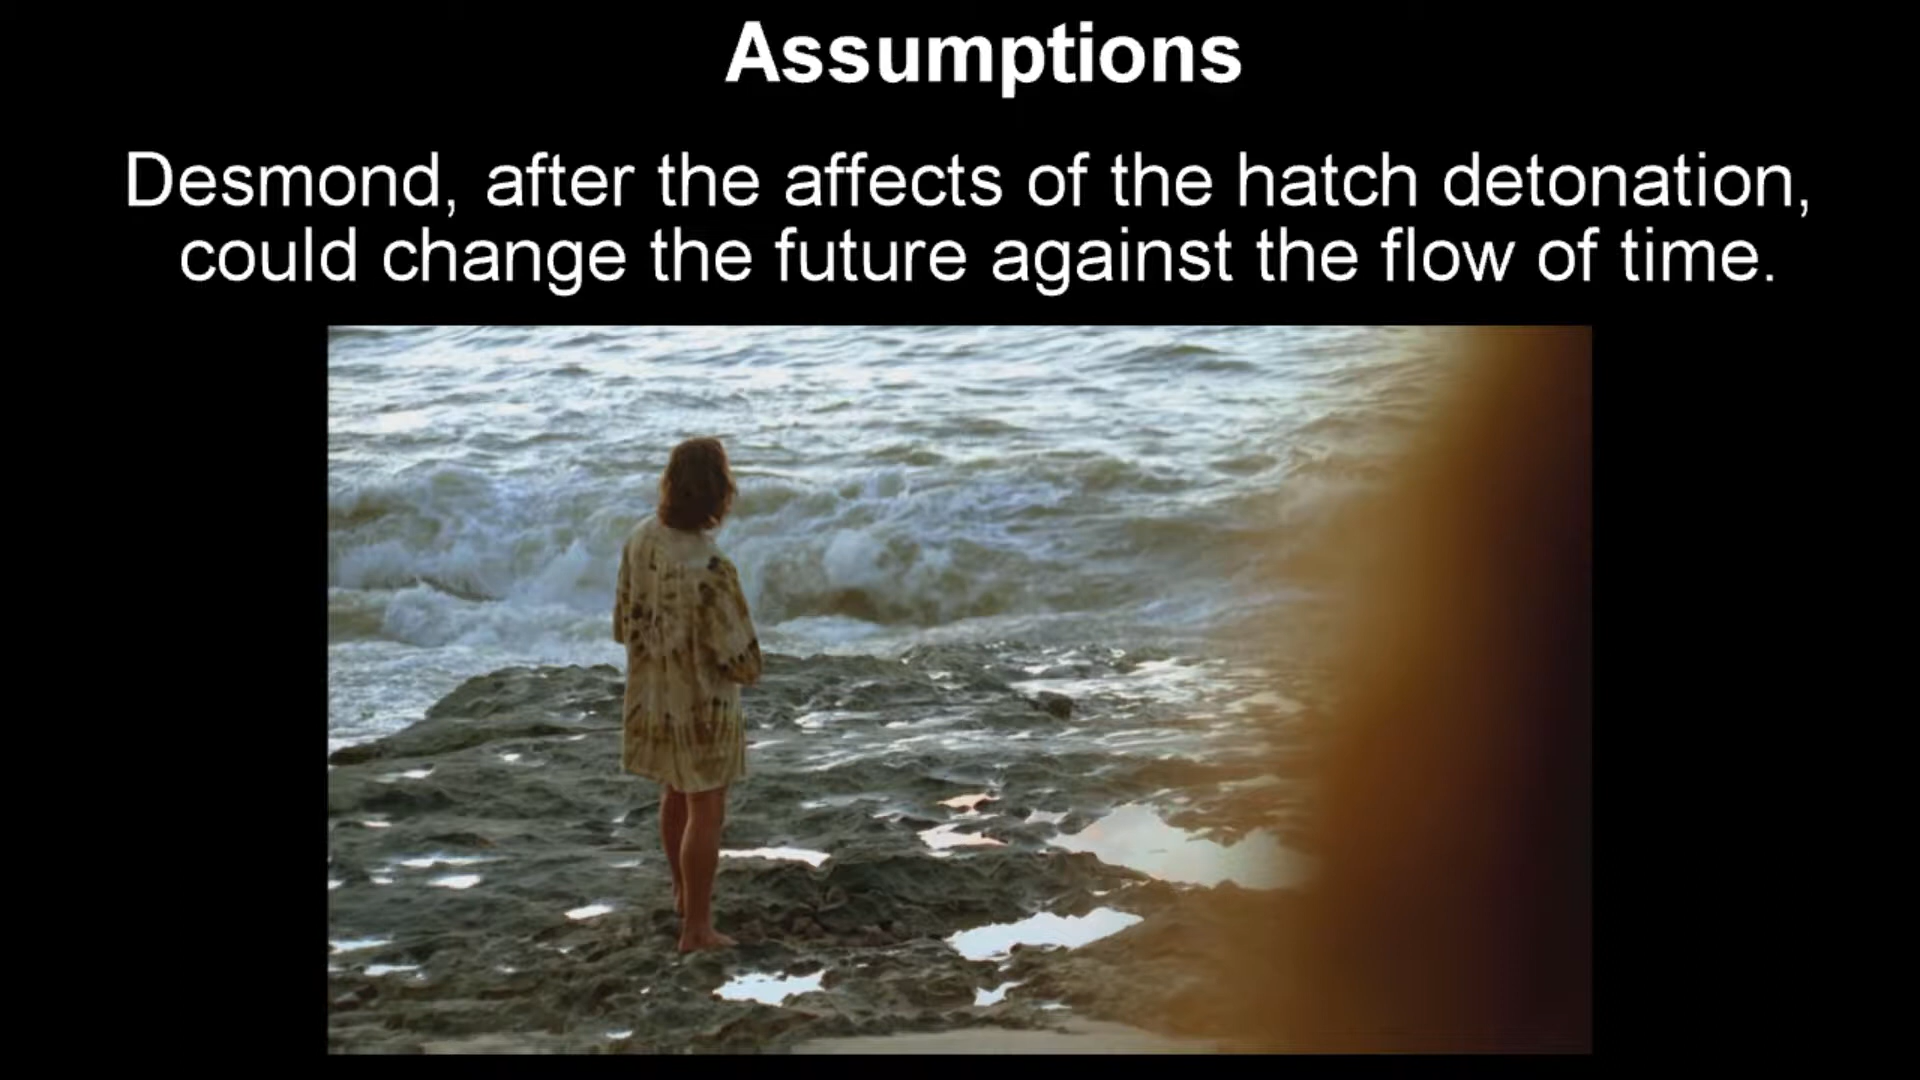 Assumptions
Desmond, after the affects of the hatch detonation,
could change the future against the flow of time.